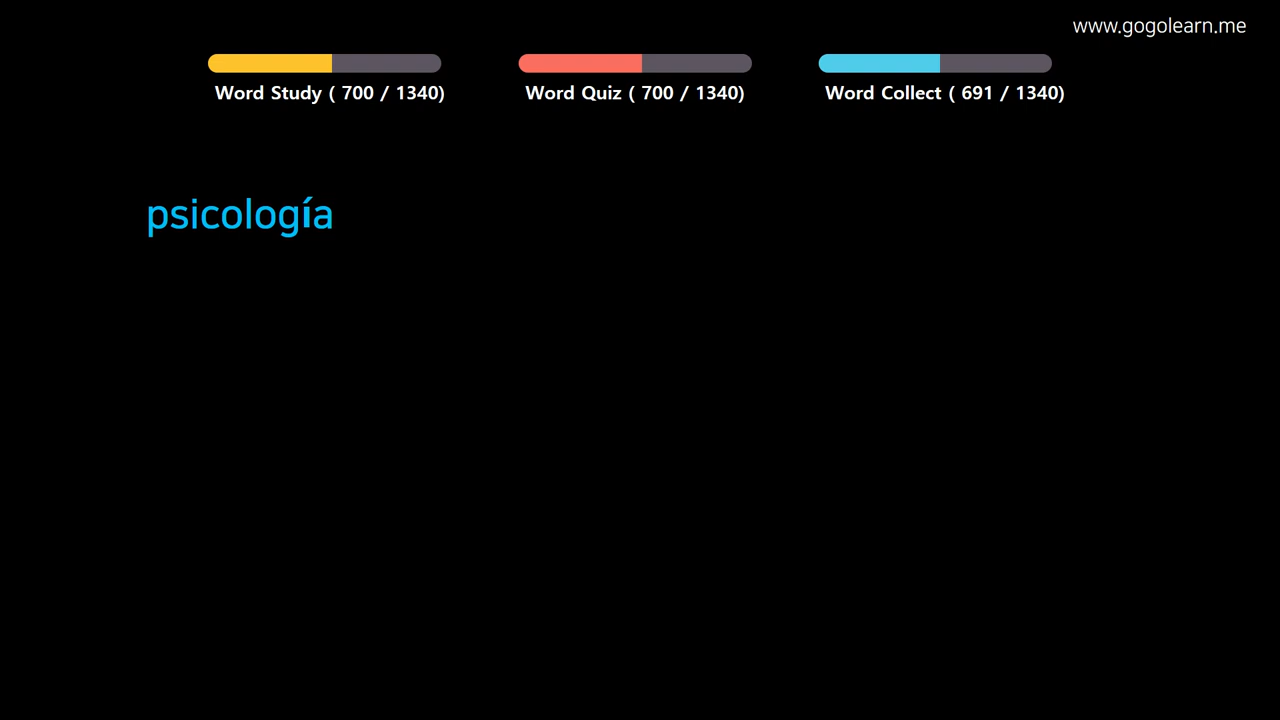 www.gogolearn.me
Word Study ( 700 / 1340)
Word Quiz ( 700 / 1340)
Word Collect ( 691 / 1340)
psicología